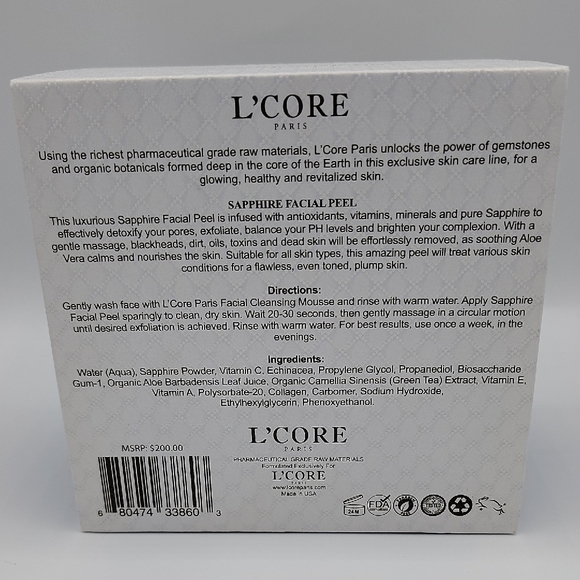 L'CORE
PARIS
Using the richest pharmaceutical grade raw materials, L'Core Paris unlocks the power of gemstones
and organic botanicals formed deep in the core of the Earth in this exclusive skin care line, for a
glowing, healthy and revitalized skin.
SAPPHIRE FACIAL PEEL
This luxurious Sapphire Facial Peel is infused with antioxidants, vitamins, minerals and pure Sapphire to
effectively detoxify your pores, exfoliate, balance your PH levels and brighten your complexion. With a
gentle massage, blackheads, dirt, oils, toxins and dead skin will be effortlessly removed, as soothing Aloe
Vera calms and nourishes the skin. Suitable for all skin types, this amazing peel will treat various skin
conditions for a flawless, even toned, plump skin.
Directions:
Gently wash face with L'Core Paris Facial Cleansing Mousse and rinse with warm water. Apply Sapphire
Facial Peel sparingly to clean, dry skin. Wait 20-30 seconds, then gently massage in a circular motion
until desired exfoliation is achieved. Rinse with warm water. For best results, use once a week, in the
evenings.
Ingredients:
Water (Aqua), Sapphire Powder, Vitamin C, Echinacea, Propylene Glycol, Propanediol, Biosaccharide
Gum-1, Organic Aloe Barbadensis Leaf Juice, Organic Camellia Sinensis (Green Tea) Extract, Vitamin E,
Vitamin A, Polysorbate-20, Collagen, Carbomer, Sodium Hydroxide,
Ethylhexylglycerin, Phenoxyethanol.
L'CORE
PARIS
PHARMACEUTICAL GRADE RAW MATERIALS
Formulated Exclusively For
L'CORE
PARIS
www.lcoreparis.com
Made in USA
MSRP: $200.00
6 80474 33860 3
24M
FDA